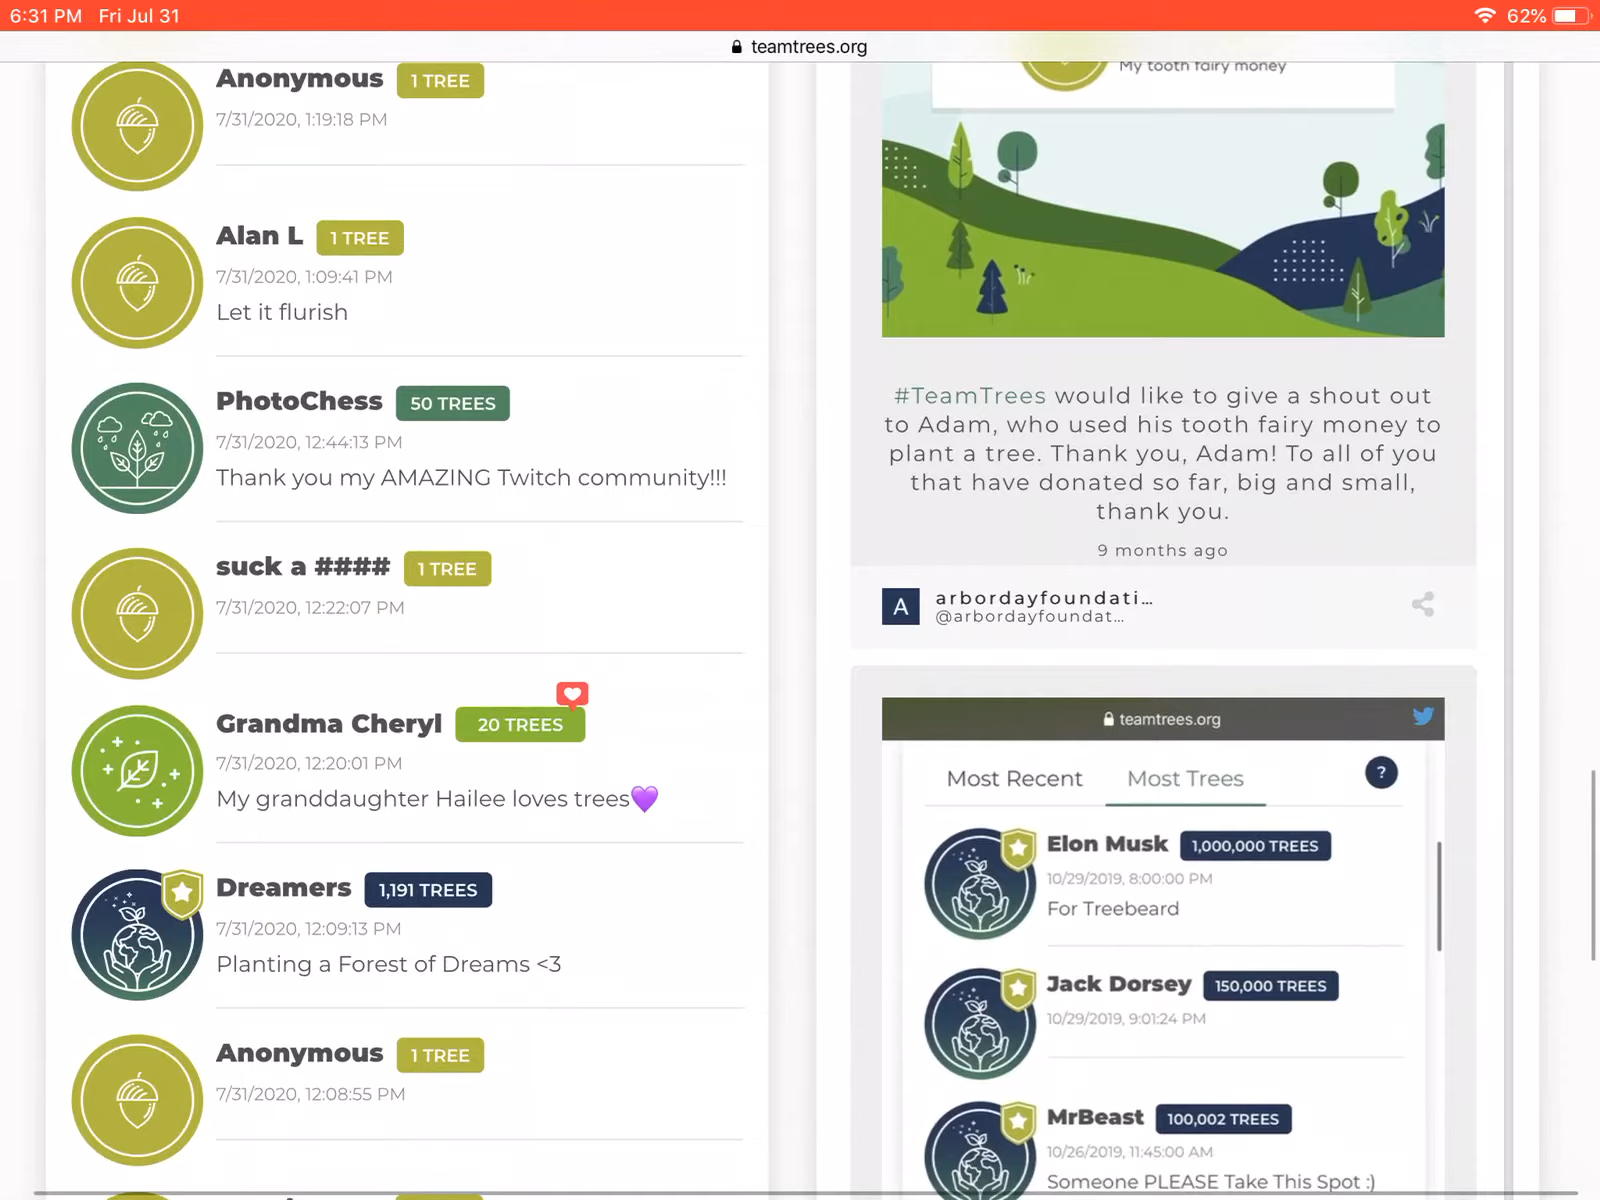 6:31 PM Fri Jul 31
62%
teamtrees.org
Anonymous 1 TREE
7/31/2020, 1:19:18 PM
Alan L 1 TREE
7/31/2020, 1:09:41 PM
Let it flurish
PhotoChess 50 TREES
7/31/2020, 12:44:13 PM
Thank you my AMAZING Twitch community!!!
suck a #### 1 TREE
7/31/2020, 12:22:07 PM
Grandma Cheryl 20 TREES
7/31/2020, 12:20:01 PM
My granddaughter Hailee loves trees💜
Dreamers 1,191 TREES
7/31/2020, 12:09:13 PM
Planting a Forest of Dreams <3
Anonymous 1 TREE
7/31/2020, 12:08:55 PM
My tooth fairy money
#TeamTrees would like to give a shout out
to Adam, who used his tooth fairy money to
plant a tree. Thank you, Adam! To all of you
that have donated so far, big and small,
thank you.
9 months ago
A arbordayfoundati...
@arbordayfoundat...
teamtrees.org
Most Recent Most Trees ?
Elon Musk 1,000,000 TREES
10/29/2019, 8:00:00 PM
For Treebeard
Jack Dorsey 150,000 TREES
10/29/2019, 9:01:24 PM
MrBeast 100,002 TREES
10/26/2019, 11:45:00 AM
Someone PLEASE Take This Spot :)